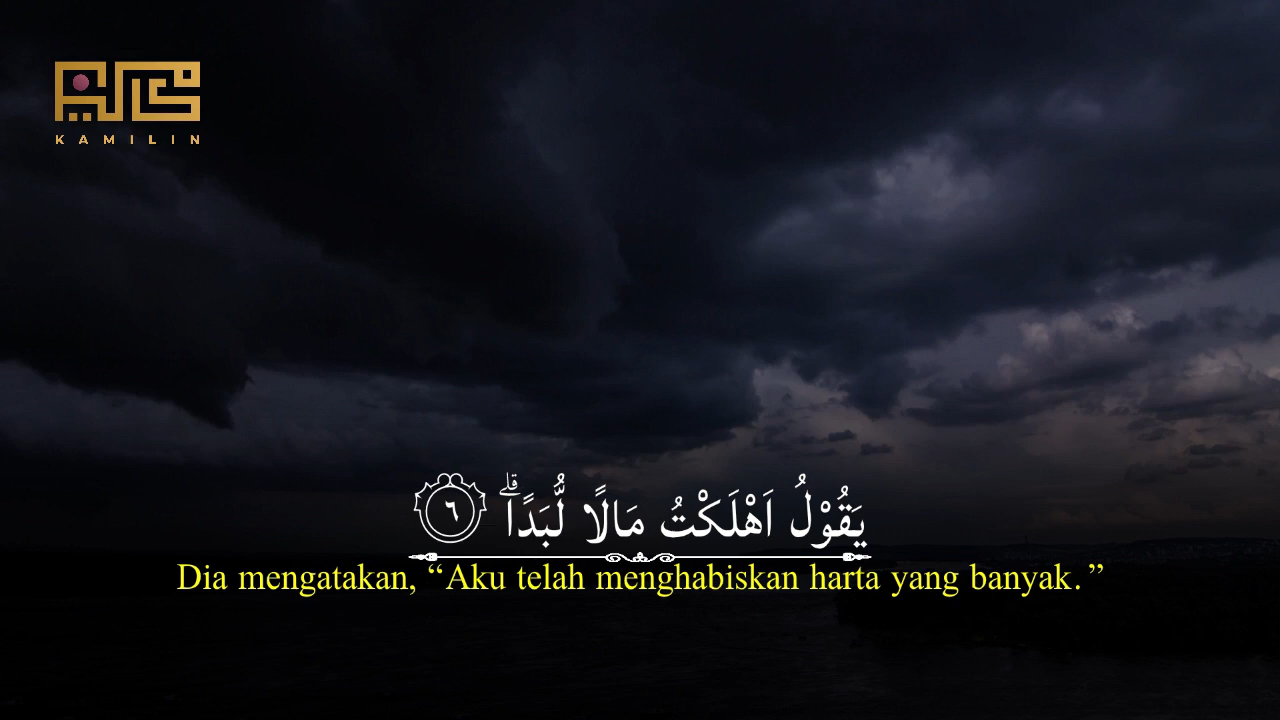 KAMILIN
يَقُوْلُ اَهْلَكْتُ مَالًا لُّبَدًاۗ ٦
Dia mengatakan, “Aku telah menghabiskan harta yang banyak.”